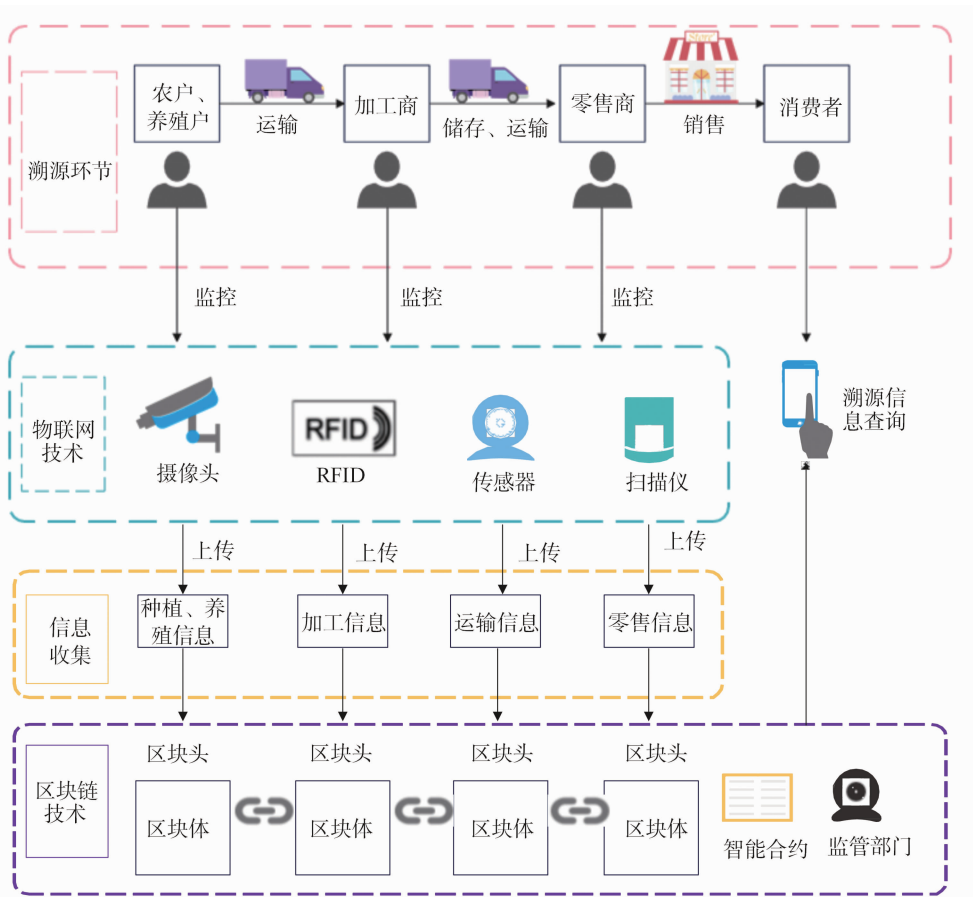 Store
农户、
养殖户
运输
加工商
储存、运输
零售商
销售
消费者
溯源环节
监控
监控
监控
物联网
技术
摄像头
RFID
RFID
传感器
扫描仪
溯源信
息查询
上传
上传
上传
上传
信息
收集
种植、养
殖信息
加工信息
运输信息
零售信息
区块链
技术
区块头
区块头
区块头
区块头
区块体
区块体
区块体
区块体
智能合约
监管部门